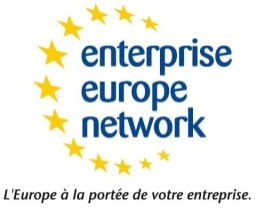 enterprise
europe
network
L'Europe à la portée de votre entreprise.